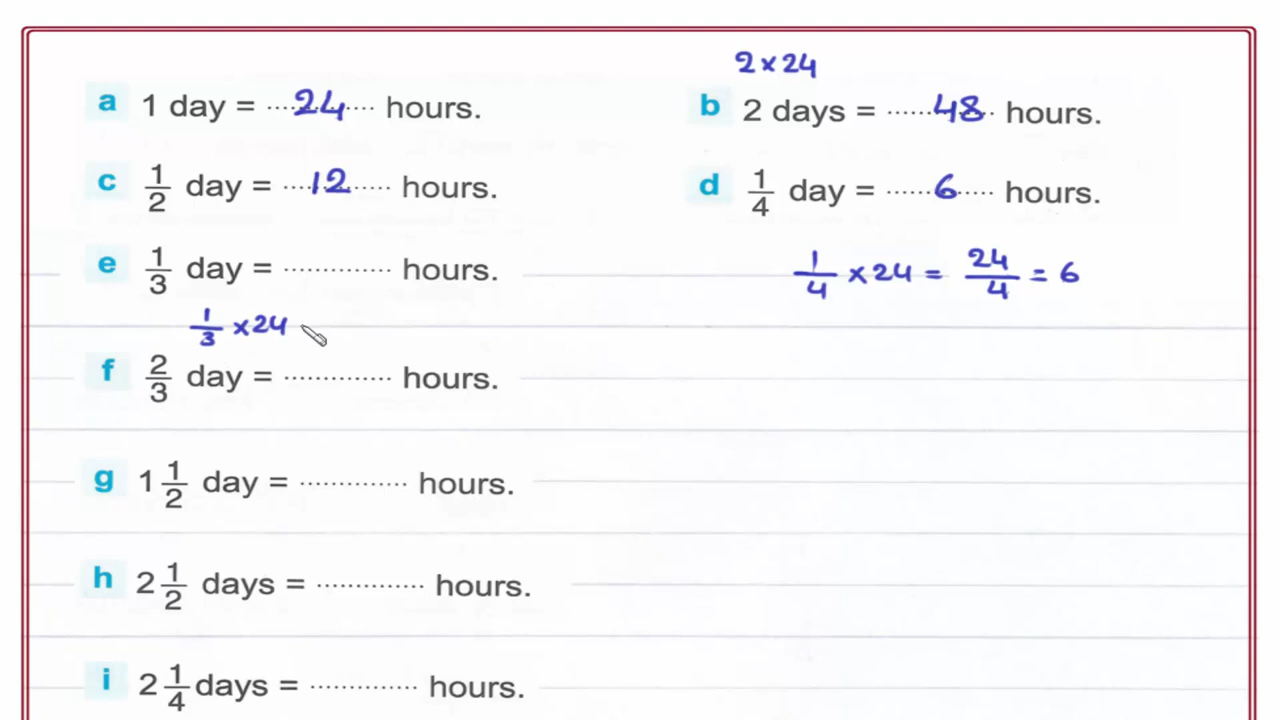 2 × 24
a 1 day = ......24...... hours.
b 2 days = ......48.. hours.
c 1/2 day = ....12...... hours.
d 1/4 day = ......6...... hours.
e 1/3 day = .............. hours.
1/4 × 24 = 24/4 = 6
1/3 × 24
f 2/3 day = .............. hours.
g 1 1/2 day = .............. hours.
h 2 1/2 days = .............. hours.
i 2 1/4 days = .............. hours.